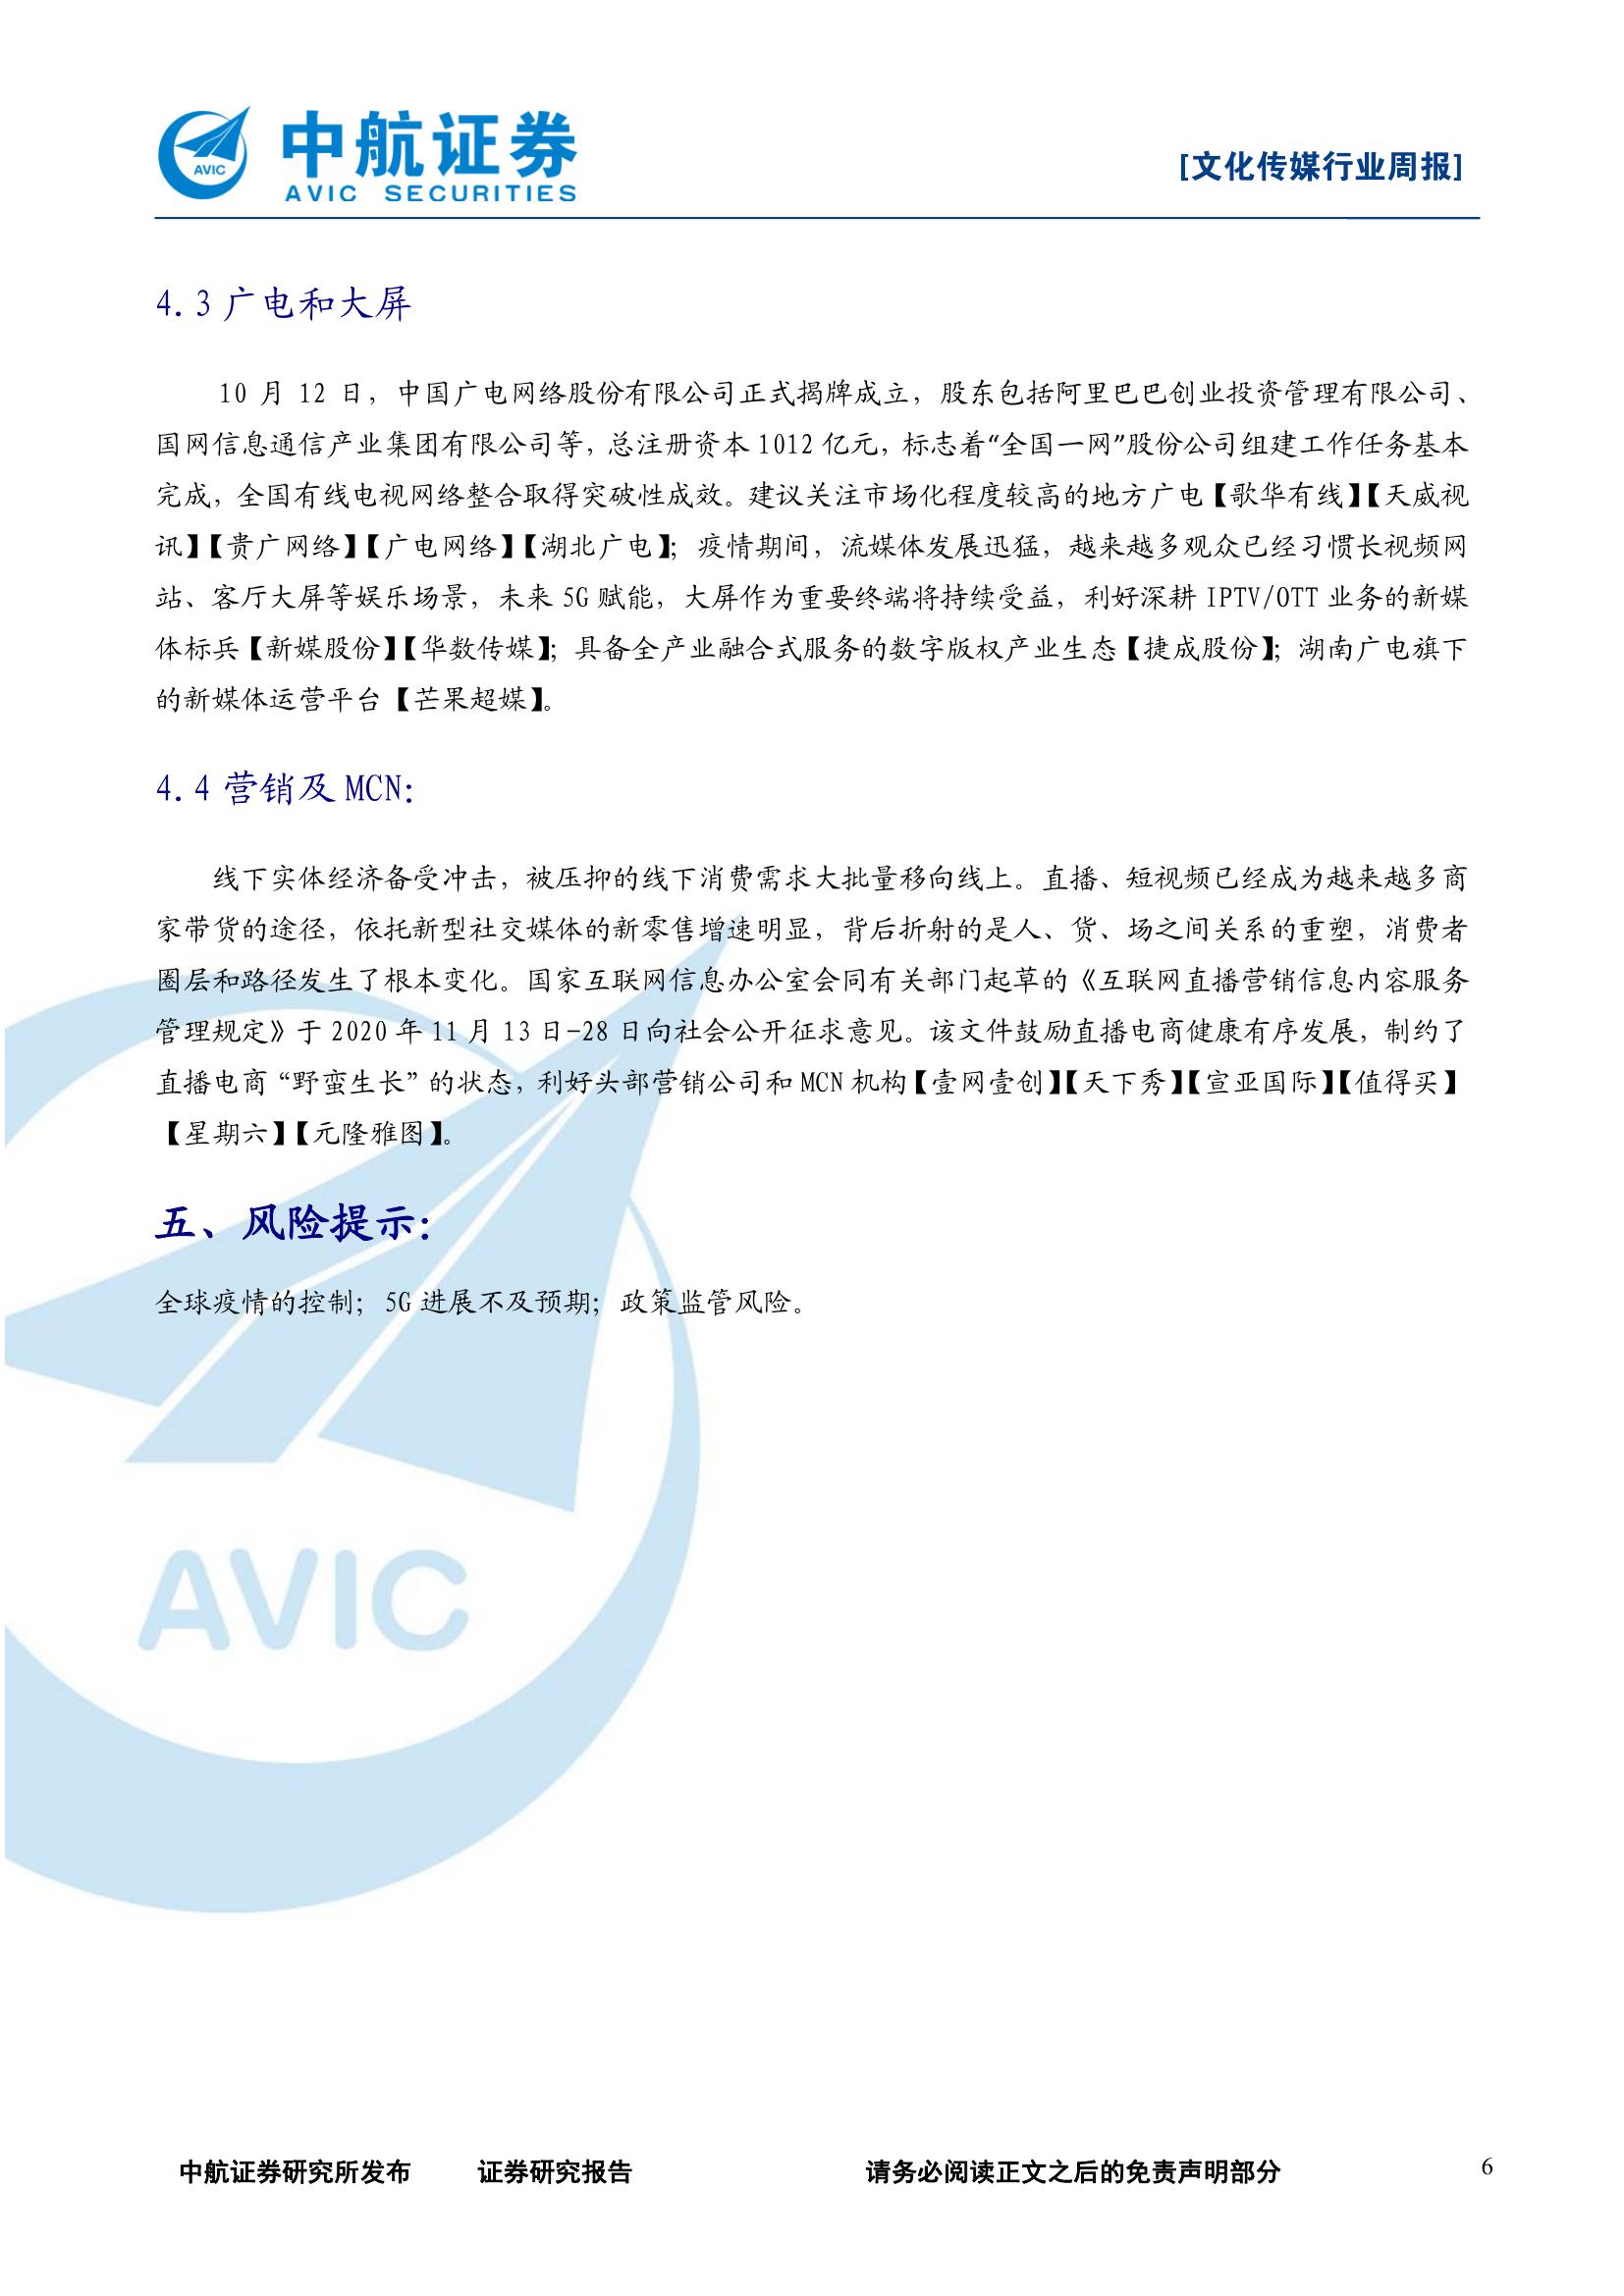 AVIC
中航证券
AVIC SECURITIES
[文化传媒行业周报]
4.3 广电和大屏
10 月 12 日，中国广电网络股份有限公司正式揭牌成立，股东包括阿里巴巴创业投资管理有限公司、
国网信息通信产业集团有限公司等，总注册资本 1012 亿元，标志着“全国一网”股份公司组建工作任务基本
完成，全国有线电视网络整合取得突破性成效。建议关注市场化程度较高的地方广电【歌华有线】【天威视
讯】【贵广网络】【广电网络】【湖北广电】；疫情期间，流媒体发展迅猛，越来越多观众已经习惯长视频网
站、客厅大屏等娱乐场景，未来 5G 赋能，大屏作为重要终端将持续受益，利好深耕 IPTV/OTT 业务的新媒
体标兵【新媒股份】【华数传媒】；具备全产业融合式服务的数字版权产业生态【捷成股份】；湖南广电旗下
的新媒体运营平台【芒果超媒】。
4.4 营销及 MCN：
线下实体经济备受冲击，被压抑的线下消费需求大批量移向线上。直播、短视频已经成为越来越多商
家带货的途径，依托新型社交媒体的新零售增速明显，背后折射的是人、货、场之间关系的重塑，消费者
圈层和路径发生了根本变化。国家互联网信息办公室会同有关部门起草的《互联网直播营销信息内容服务
管理规定》于 2020 年 11 月 13 日-28 日向社会公开征求意见。该文件鼓励直播电商健康有序发展，制约了
直播电商“野蛮生长”的状态，利好头部营销公司和 MCN 机构【壹网壹创】【天下秀】【宣亚国际】【值得买】
【星期六】【元隆雅图】。
五、风险提示：
全球疫情的控制；5G 进展不及预期；政策监管风险。
AVIC
中航证券研究所发布 证券研究报告 请务必阅读正文之后的免责声明部分 6